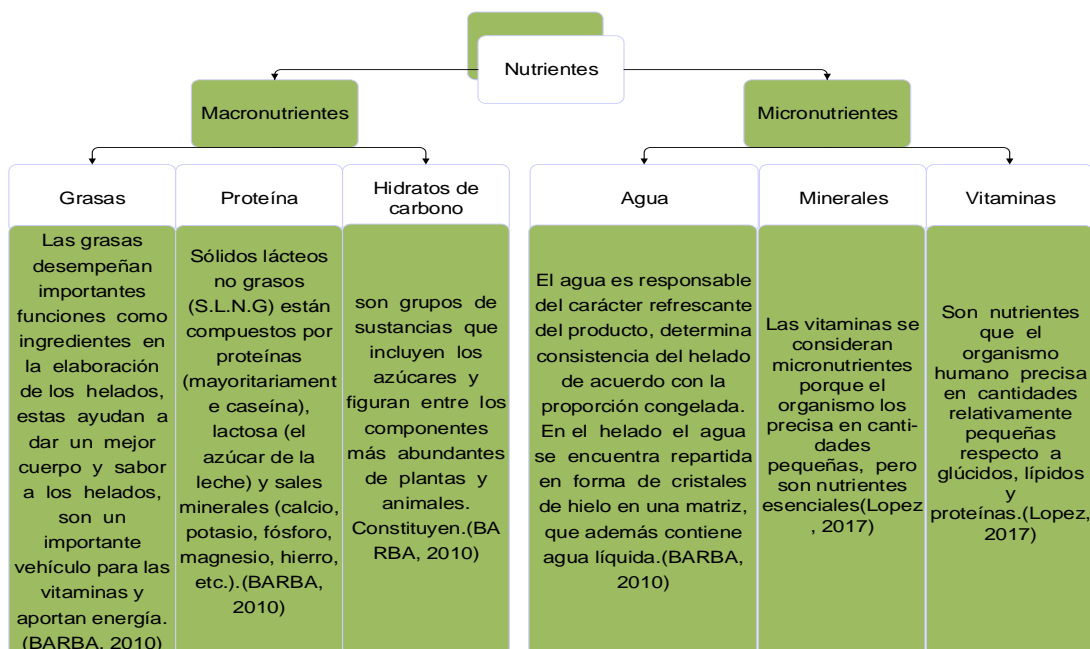 Nutrientes
Macronutrientes
Micronutrientes
Grasas
Las grasas
desempeñan
importantes
funciones como
ingredientes en
la elaboración
de los helados,
estas ayudan a
dar un mejor
cuerpo y sabor
a los helados,
son un
importante
vehículo para las
vitaminas y
aportan energía.
(BARBA, 2010)
Proteína
Sólidos lácteos
no grasos
(S.L.N.G) están
compuestos por
proteínas
(mayoritariament
e caseína),
lactosa (el
azúcar de la
leche) y sales
minerales (calcio,
potasio, fósforo,
magnesio, hierro,
etc.).(BARBA,
2010)
Hidratos de
carbono
son grupos de
sustancias que
incluyen los
azúcares y
figuran entre los
componentes
más abundantes
de plantas y
animales.
Constituyen.(BA
RBA, 2010)
Agua
El agua es responsable
del carácter refrescante
del producto, determina
consistencia del helado
de acuerdo con la
proporción congelada.
En el helado el agua
se encuentra repartida
en forma de cristales
de hielo en una matriz,
que además contiene
agua líquida.(BARBA,
2010)
Minerales
Las vitaminas se
consideran
micronutrientes
porque el
organismo los
precisa en canti-
dades
pequeñas, pero
son nutrientes
esenciales(Lopez
, 2017)
Vitaminas
Son nutrientes
que el
organismo
humano precisa
en cantidades
relativamente
pequeñas
respecto a
glúcidos, lípidos
y
proteínas.(Lopez,
2017)